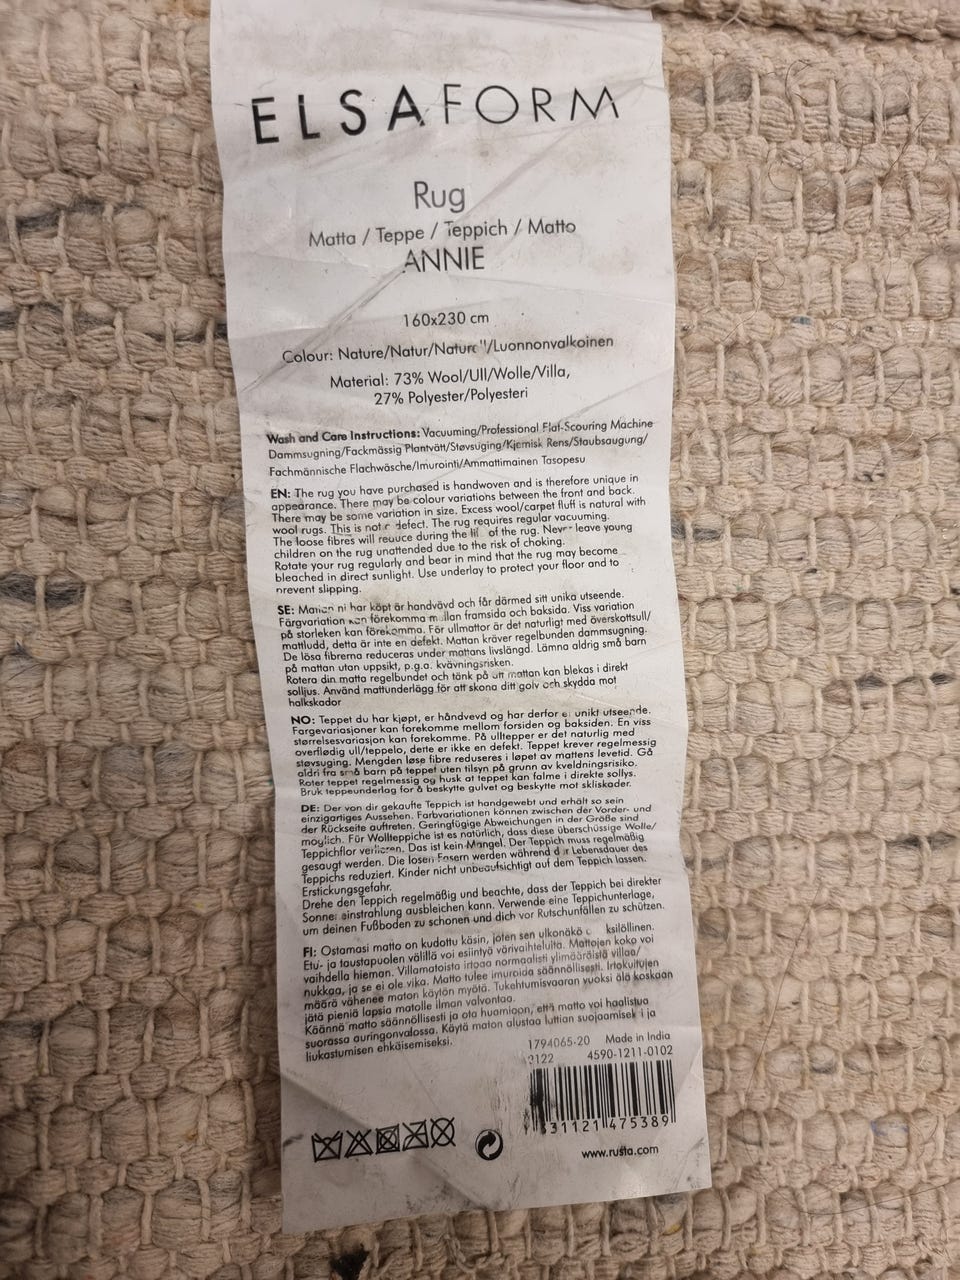 ELSAFORM
Rug
Matta / Teppe / Teppich / Matto
ANNIE
160x230 cm
Colour: Nature/Natur/Natur /Luonnonvalkoinen
Material: 73% Wool/Ull/Wolle/Villa,
27% Polyester/Polyesteri
Wash and Care Instructions: Vacuuming/Professional Flat-Scouring Machine
Dammsugning/Fackmässig Plantvätt/Støvsuging/Kjemisk Rens/Staubsaugung/
Fachmännische Flachwäsche/Imurointi/Ammattimainen Tasopesu
EN: The rug you have purchased is handwoven and is therefore unique in
appearance. There may be colour variations between the front and back.
There may be some variation in size. Excess wool/carpet fluff is natural with
wool rugs. This is not defect. The rug requires regular vacuuming.
The loose fibres will reduce during the of the rug. Never leave young
children on the rug unattended due to the risk of choking.
Rotate your rug regularly and bear in mind that the rug may become
bleached in direct sunlight. Use underlay to protect your floor and to
prevent slipping.
SE: Mattan ni har köpt är handvävd och får därmed sitt unika utseende.
Färgvariation kan förekomma mellan framsida och baksida. Viss variation
på storleken kan förekomma. För ullmattor är det naturligt med överskottsull/
mattludd, detta är inte en defekt. Mattan kräver regelbunden dammsugning.
De lösa fibrerna reduceras under mattans livslängd. Lämna aldrig små barn
på mattan utan uppsikt, p.g.a. kvävningsrisken.
Rotera din matta regelbundet och tänk på att mattan kan blekas i direkt
solljus. Använd mattunderlägg för att skona ditt golv och skydda mot
halkskador
NO: Teppet du har kjøpt, er håndvevd og har derfor et unikt utseende.
Fargevariasjoner kan forekomme mellom forsiden og baksiden. En viss
størrelsesvariasjon kan forekomme. På ulltepper er det naturlig med
overflødig ull/teppelo, dette er ikke en defekt. Teppet krever regelmessig
støvsuging. Mengden løse fibre reduseres i løpet av mattens levetid. Gå
aldri fra små barn på teppet uten tilsyn på grunn av kveldningsrisiko.
Roter teppet regelmessig og husk at teppet kan falme i direkte sollys.
Bruk teppeunderlag for å beskytte gulvet og beskytte mot skliskader.
DE: Der von dir gekaufte Teppich ist handgewebt und erhält so sein
einzigartiges Aussehen. Farbvariationen können zwischen der Vorder- und
der Rückseite auftreten. Geringfügige Abweichungen in der Größe sind
möglich. Für Wollteppiche ist es natürlich, dass diese überschüssige Wolle/
Teppichflor verlieren. Das ist kein Mangel. Der Teppich muss regelmäßig
gesaugt werden. Die losen Fasern werden während der Lebensdauer des
Teppichs reduziert. Kinder nicht unbeaufsichtigt auf dem Teppich lassen.
Erstickungsgefahr.
Drehe den Teppich regelmäßig und beachte, dass der Teppich bei direkter
Sonneneinstrahlung ausbleichen kann. Verwende eine Teppichunterlage,
um deinen Fußboden zu schonen und dich vor Rutschunfällen zu schützen.
FI: Ostamasi matto on kudottu käsin, joten sen ulkonäkö yksilöllinen.
Etu- ja taustapuolen välillä voi esiintyä värivaihteluita. Mattojen koko voi
vaihdella hieman. Villamatoista irtoaa normaalisti ylimääräistä villaa/
nukkaa, ja se ei ole vika. Matto tulee imuroida säännöllisesti. Irtokuitujen
määrä vähenee maton käytön myötä. Tukehtumisvaaran vuoksi älä koskaan
jätä pieniä lapsia matolle ilman valvontaa.
Käännä matto säännöllisesti ja ota huomioon, että matto voi haalistua
suorassa auringonvalossa. Käytä maton alustaa lattian suojaamiseksi ja
liukastumisen ehkäisemiseksi.
1794065-20 Made in India
2122 4590-1211-0102
331121 475389
www.rusta.com